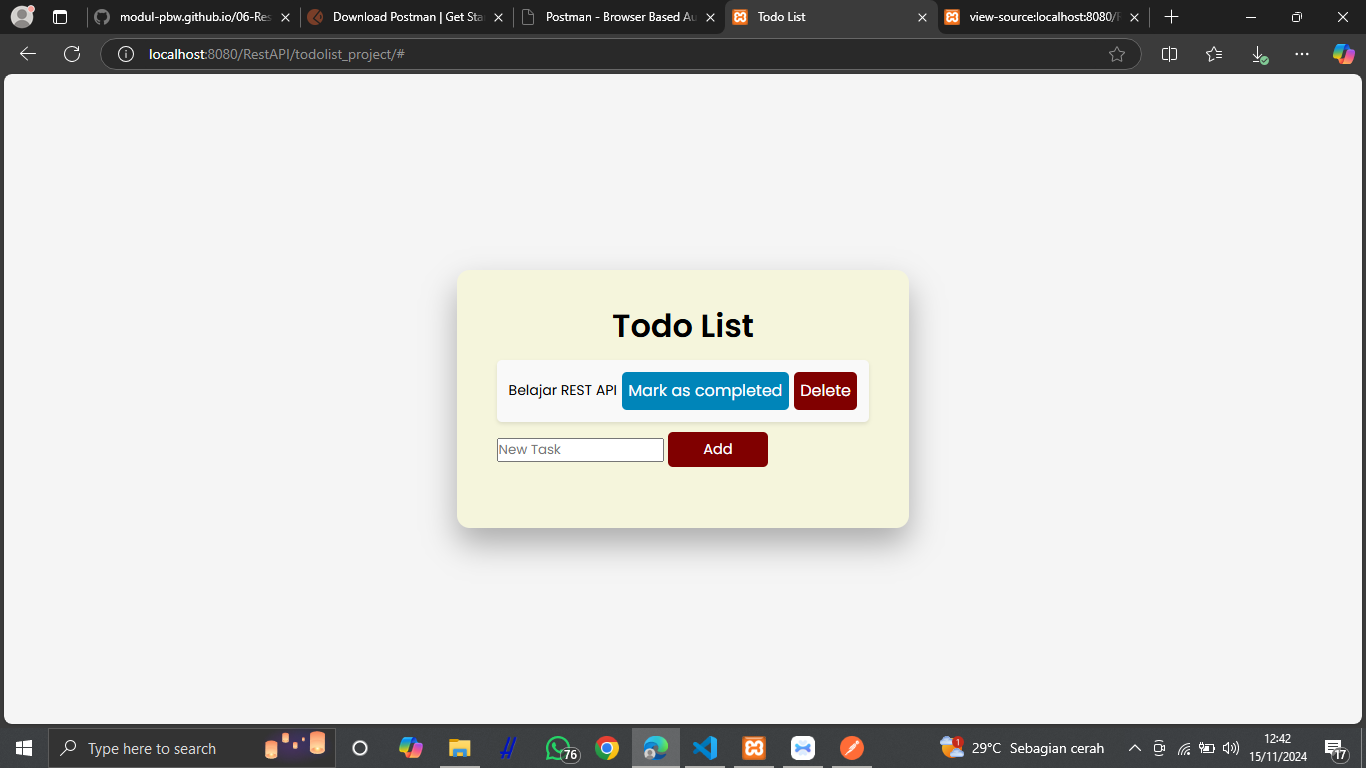 modul-pbw.github.io/06-Res
Download Postman | Get Sta
Postman - Browser Based Au
Todo List
view-source:localhost:8080/
localhost:8080/RestAPI/todolist_project/#
Todo List
Belajar REST API Mark as completed Delete
New Task Add
Type here to search
76
1
29°C Sebagian cerah
12:42
15/11/2024
17